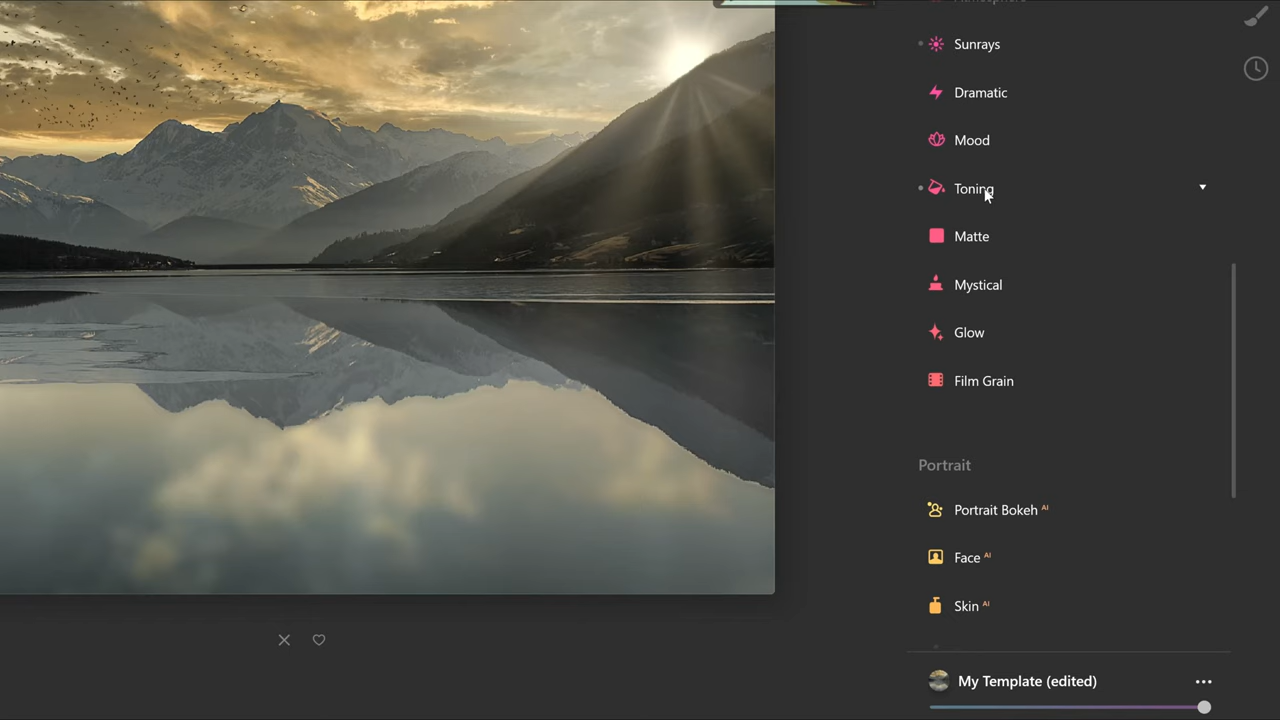 Sunrays
Dramatic
Mood
Toning
Matte
Mystical
Glow
Film Grain
Portrait
Portrait Bokeh AI
Face AI
Skin AI
My Template (edited)